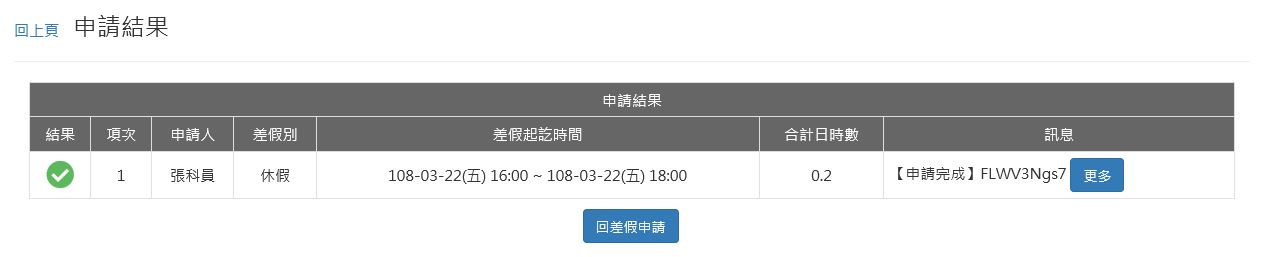 回上頁 申請結果
申請結果
結果 項次 申請人 差假別 差假起訖時間 合計日時數 訊息
1 張科員 休假 108-03-22(五) 16:00 ~ 108-03-22(五) 18:00 0.2 【申請完成】FLWV3Ngs7 更多
回差假申請